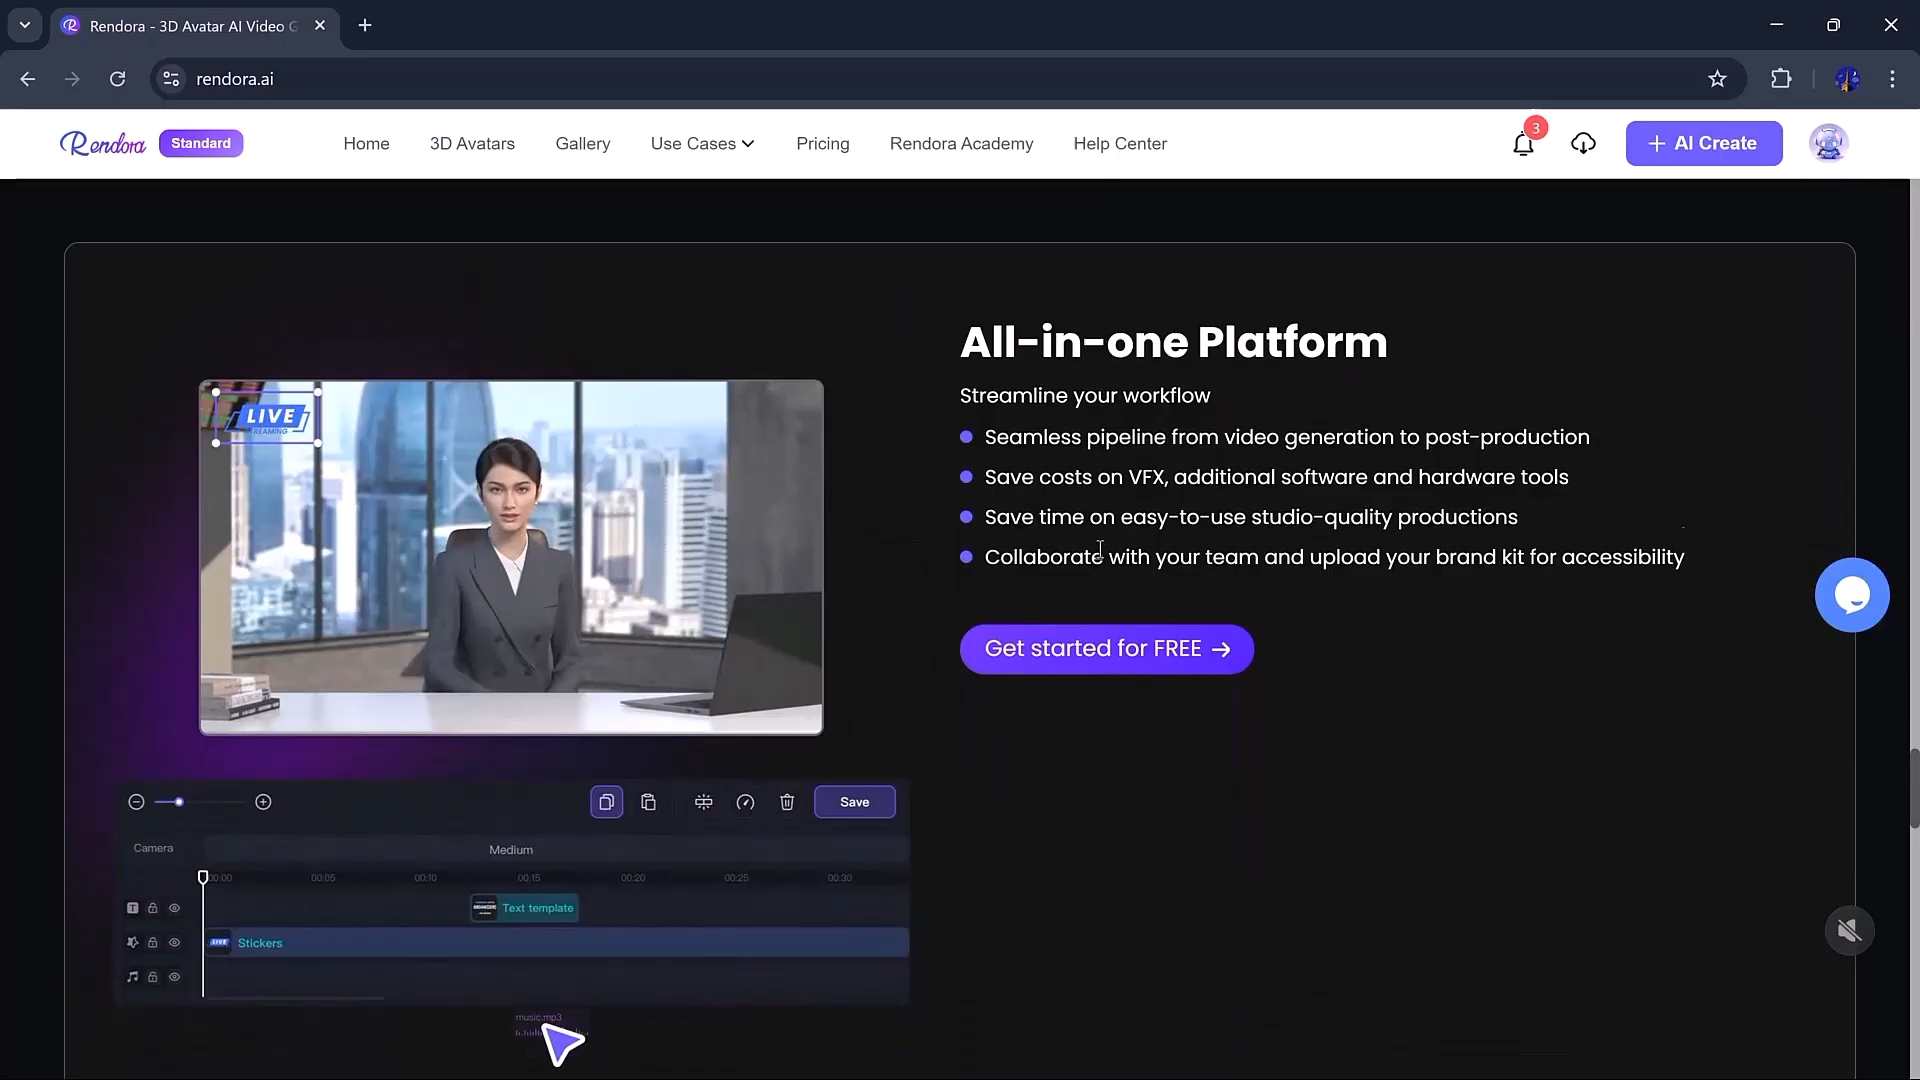 Rendora - 3D Avatar AI Video G
rendora.ai
Rendora
Standard
Home
3D Avatars
Gallery
Use Cases
Pricing
Rendora Academy
Help Center
3
AI Create
All-in-one Platform
Streamline your workflow
Seamless pipeline from video generation to post-production
Save costs on VFX, additional software and hardware tools
Save time on easy-to-use studio-quality productions
Collaborate with your team and upload your brand kit for accessibility
Get started for FREE
LIVE
Save
Camera
Medium
00:00
00:05
00:10
00:15
00:20
00:25
00:30
Text template
LIVE
Stickers
music.mp3